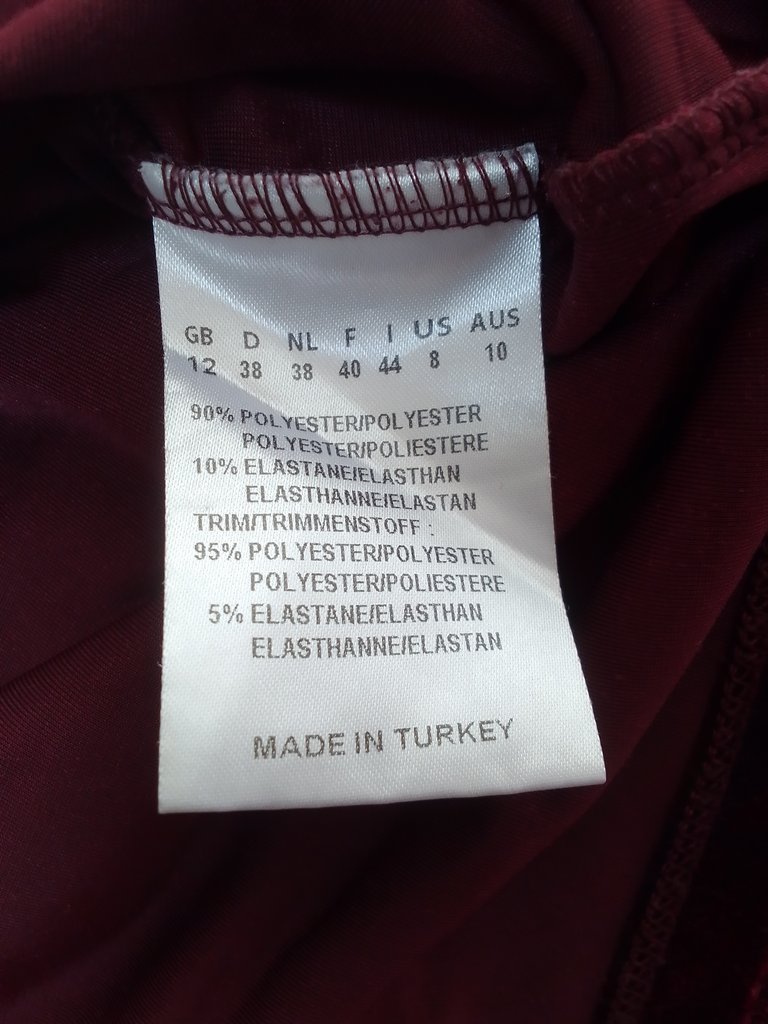 GB D NL F I US AUS
12 38 38 40 44 8 10
90% POLYESTER/POLYESTER
POLYESTER/POLIESTERE
10% ELASTANE/ELASTHAN
ELASTHANNE/ELASTAN
TRIM/TRIMMENSTOFF :
95% POLYESTER/POLYESTER
POLYESTER/POLIESTERE
5% ELASTANE/ELASTHAN
ELASTHANNE/ELASTAN
MADE IN TURKEY